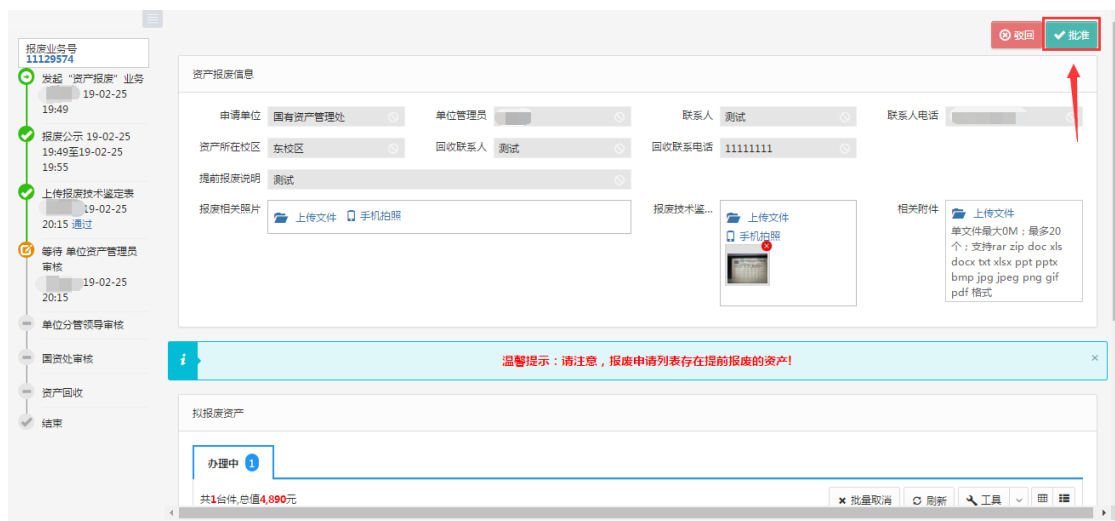 驳回
批准
报废业务号
11129574
发起“资产报废”业务
19-02-25
19:49
报废公示 19-02-25
19:49至19-02-25
19:55
上传报废技术鉴定表
19-02-25
20:15 通过
等待 单位资产管理员
审核
19-02-25
20:15
单位分管领导审核
国资处审核
资产回收
结束
资产报废信息
申请单位 国有资产管理处 单位管理员 联系人 测试 联系人电话
资产所在校区 东校区 回收联系人 测试 回收联系电话 11111111
提前报废说明 测试
报废相关照片 上传文件 手机拍照
报废技术鉴... 上传文件
手机拍照
相关附件 上传文件
单文件最大0M；最多20
个；支持rar zip doc xls
docx txt xlsx ppt pptx
bmp jpg jpeg png gif
pdf 格式
温馨提示：请注意，报废申请列表存在提前报废的资产!
拟报废资产
办理中 1
共1台件,总值4,890元
批量取消 刷新 工具